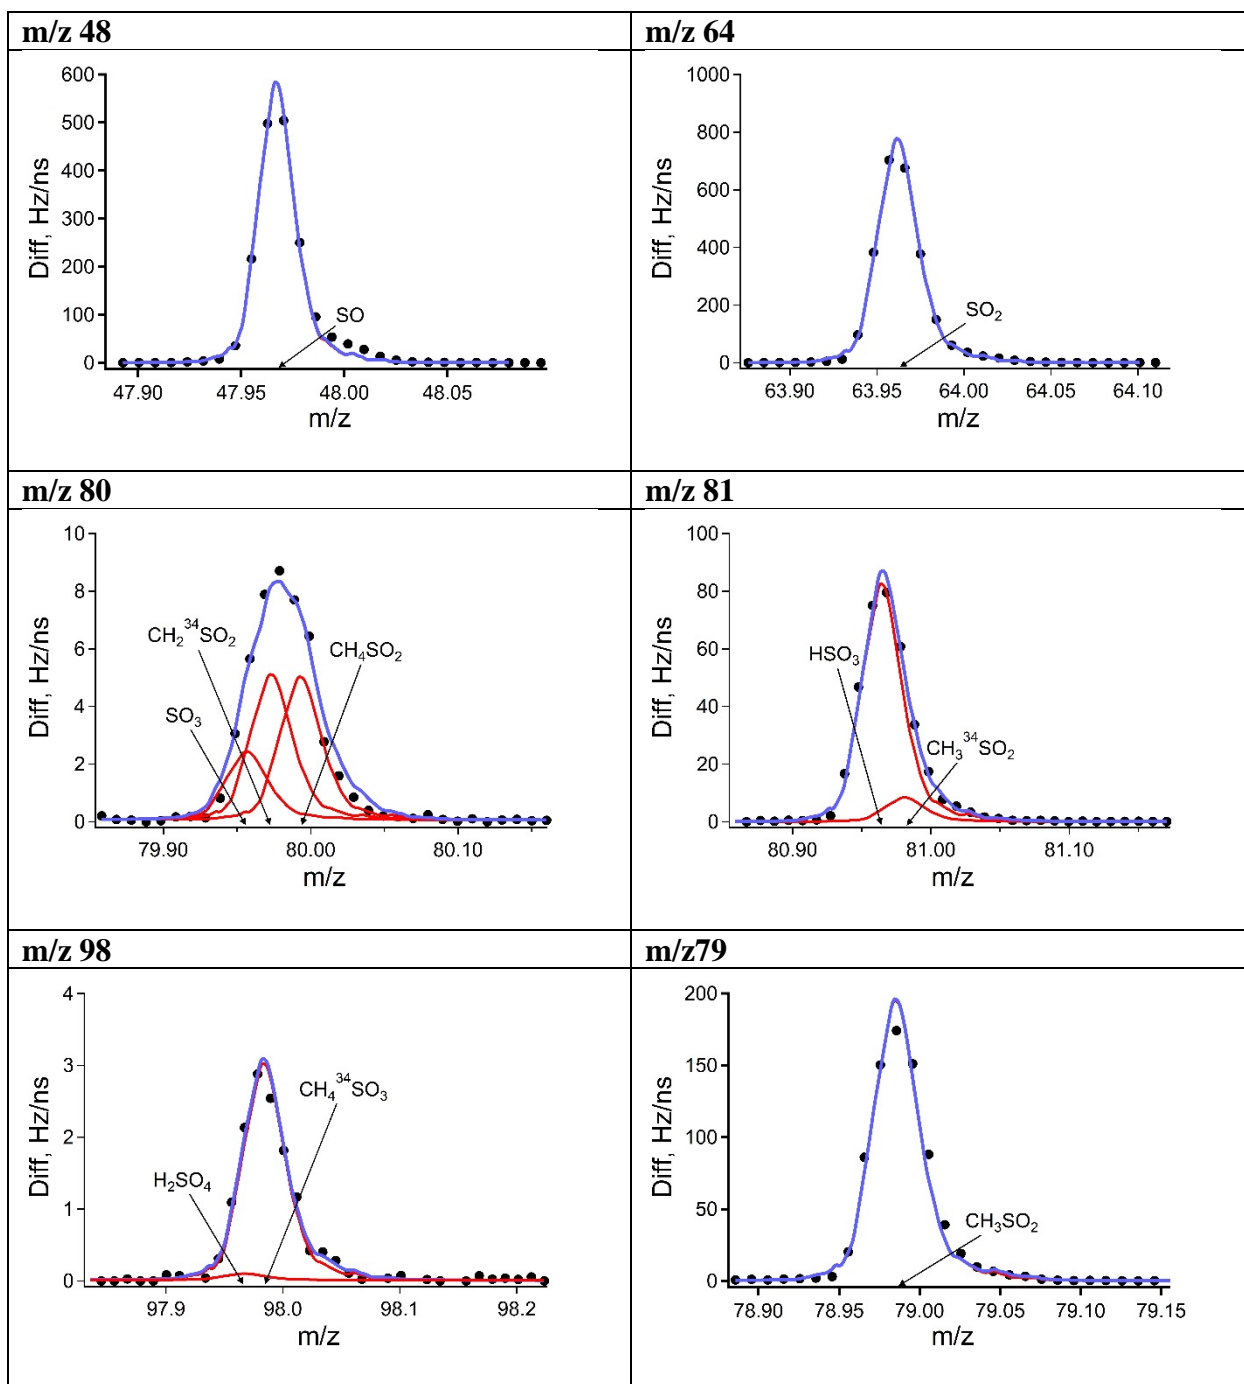 m/z 48
m/z 64
600
500
400
300
200
100
0
Diff, Hz/ns
SO
47.90 47.95 48.00 48.05
m/z
1000
800
600
400
200
0
Diff, Hz/ns
SO2
63.90 63.95 64.00 64.05 64.10
m/z
m/z 80
m/z 81
10
8
6
4
2
0
Diff, Hz/ns
CH2 34SO2
CH4SO2
SO3
79.90 80.00 80.10
m/z
100
80
60
40
20
0
Diff, Hz/ns
HSO3
CH3 34SO2
80.90 81.00 81.10
m/z
m/z 98
m/z79
4
3
2
1
0
Diff, Hz/ns
CH4 34SO3
H2SO4
97.9 98.0 98.1 98.2
m/z
200
150
100
50
0
Diff, Hz/ns
CH3SO2
78.90 78.95 79.00 79.05 79.10 79.15
m/z